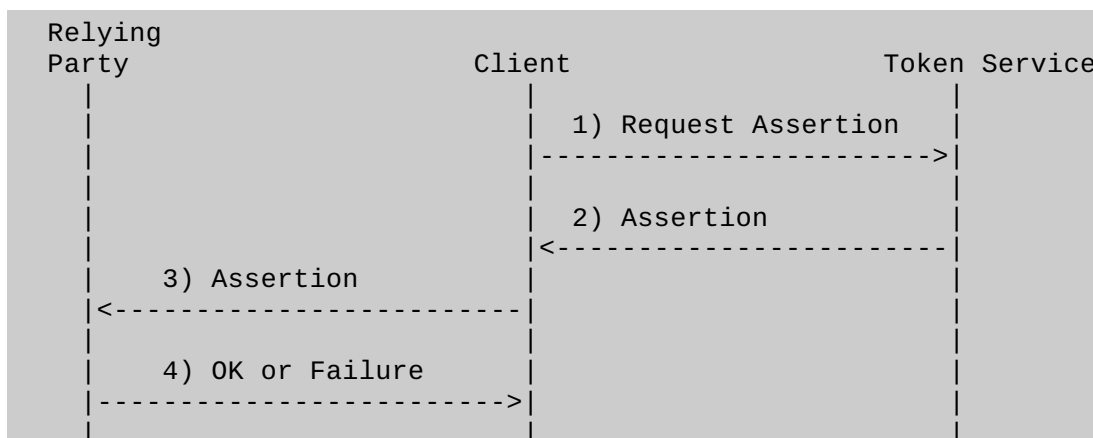 Relying
Party Client Token Service
1) Request Assertion
2) Assertion
3) Assertion
4) OK or Failure